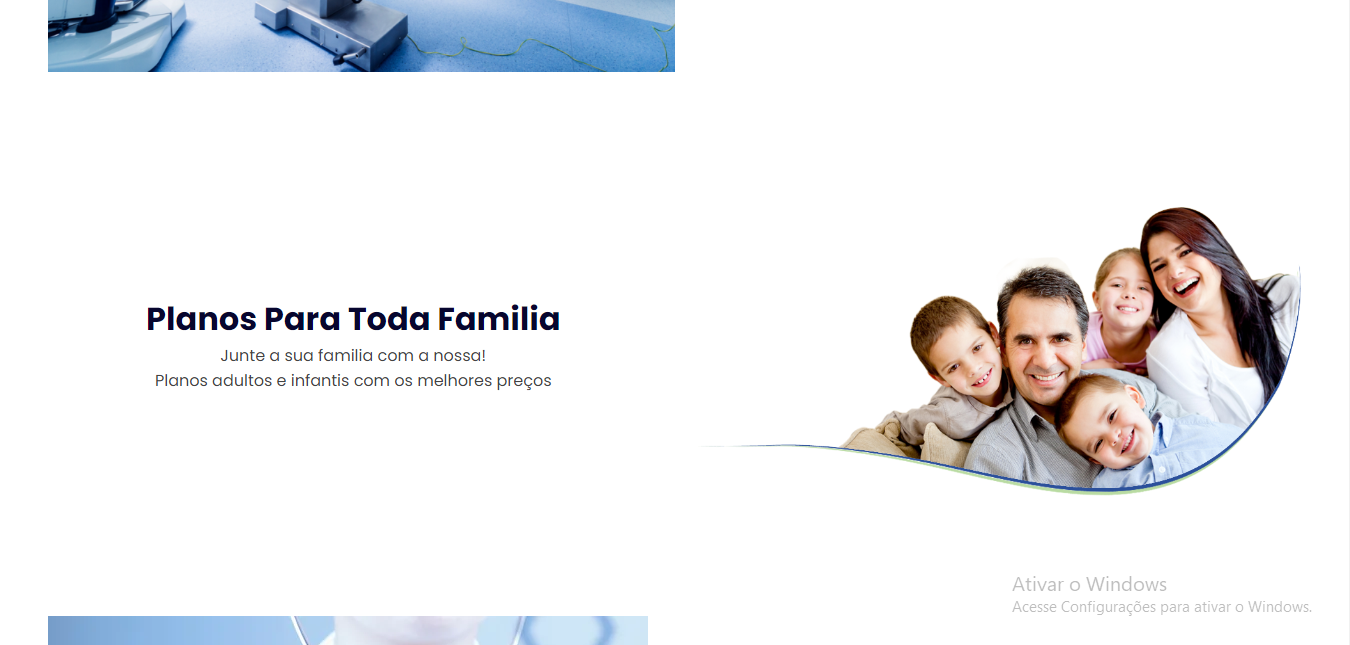 Planos Para Toda Familia
Junte a sua familia com a nossa!
Planos adultos e infantis com os melhores preços
Ativar o Windows
Acesse Configurações para ativar o Windows.